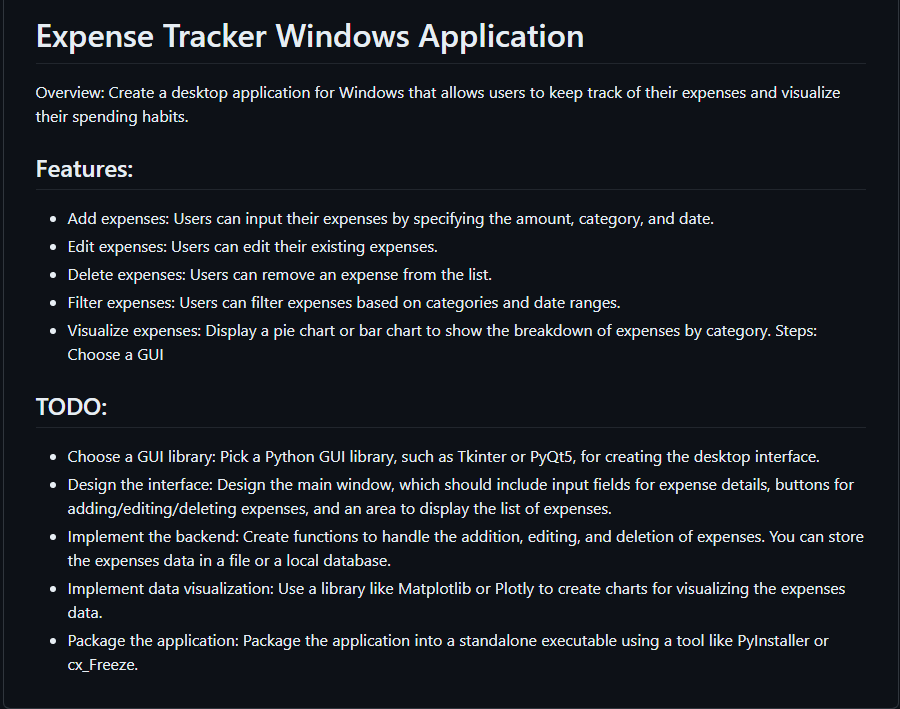 Expense Tracker Windows Application
Overview: Create a desktop application for Windows that allows users to keep track of their expenses and visualize
their spending habits.
Features:
• Add expenses: Users can input their expenses by specifying the amount, category, and date.
• Edit expenses: Users can edit their existing expenses.
• Delete expenses: Users can remove an expense from the list.
• Filter expenses: Users can filter expenses based on categories and date ranges.
• Visualize expenses: Display a pie chart or bar chart to show the breakdown of expenses by category. Steps:
Choose a GUI
TODO:
• Choose a GUI library: Pick a Python GUI library, such as Tkinter or PyQt5, for creating the desktop interface.
• Design the interface: Design the main window, which should include input fields for expense details, buttons for
adding/editing/deleting expenses, and an area to display the list of expenses.
• Implement the backend: Create functions to handle the addition, editing, and deletion of expenses. You can store
the expenses data in a file or a local database.
• Implement data visualization: Use a library like Matplotlib or Plotly to create charts for visualizing the expenses
data.
• Package the application: Package the application into a standalone executable using a tool like PyInstaller or
cx_Freeze.